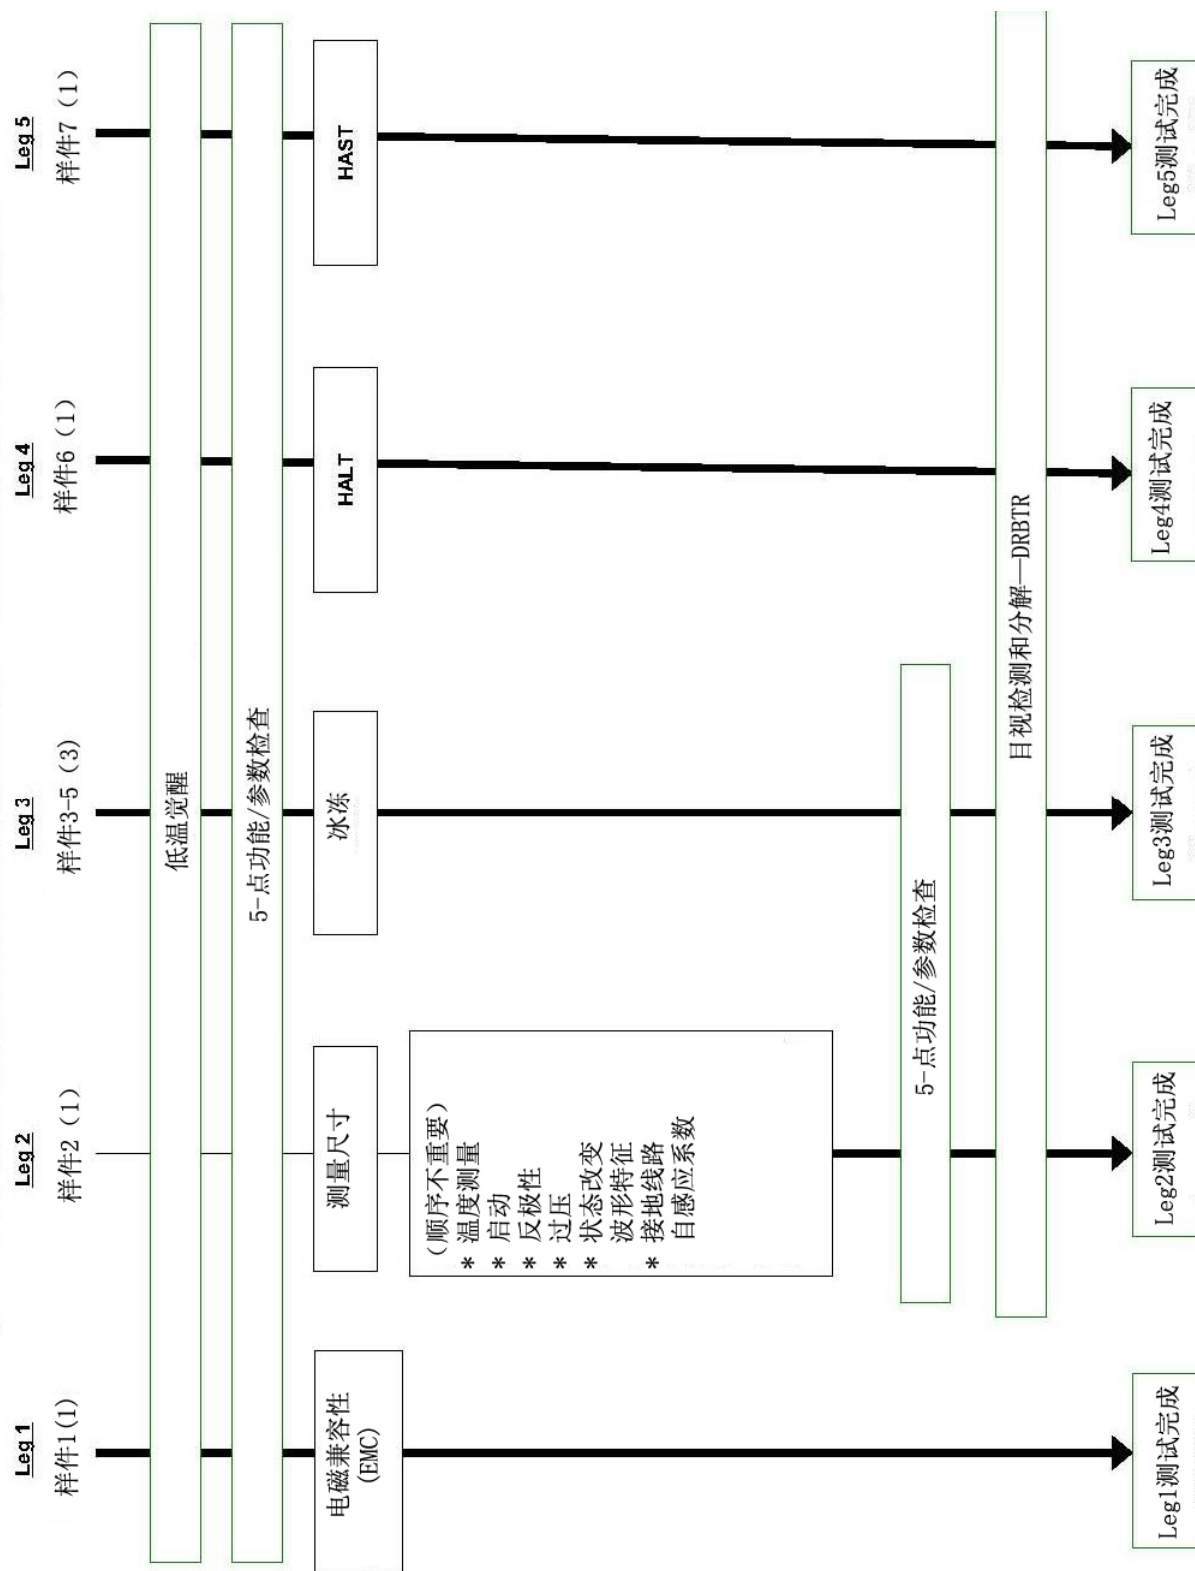 Leg 1
Leg 2
Leg 3
Leg 4
Leg 5
样件1(1)
样件2 (1)
样件3-5 (3)
样件6 (1)
样件7 (1)
低温觉醒
5-点功能/参数检查
电磁兼容性
(EMC)
测量尺寸
冰冻
HALT
HAST
(顺序不重要)
* 温度测量
* 启动
* 反极性
* 过压
* 状态改变
波形特征
* 接地线路
自感应系数
5-点功能/参数检查
目视检测和分解—DRBTR
Leg1测试完成
Leg2测试完成
Leg3测试完成
Leg4测试完成
Leg5测试完成